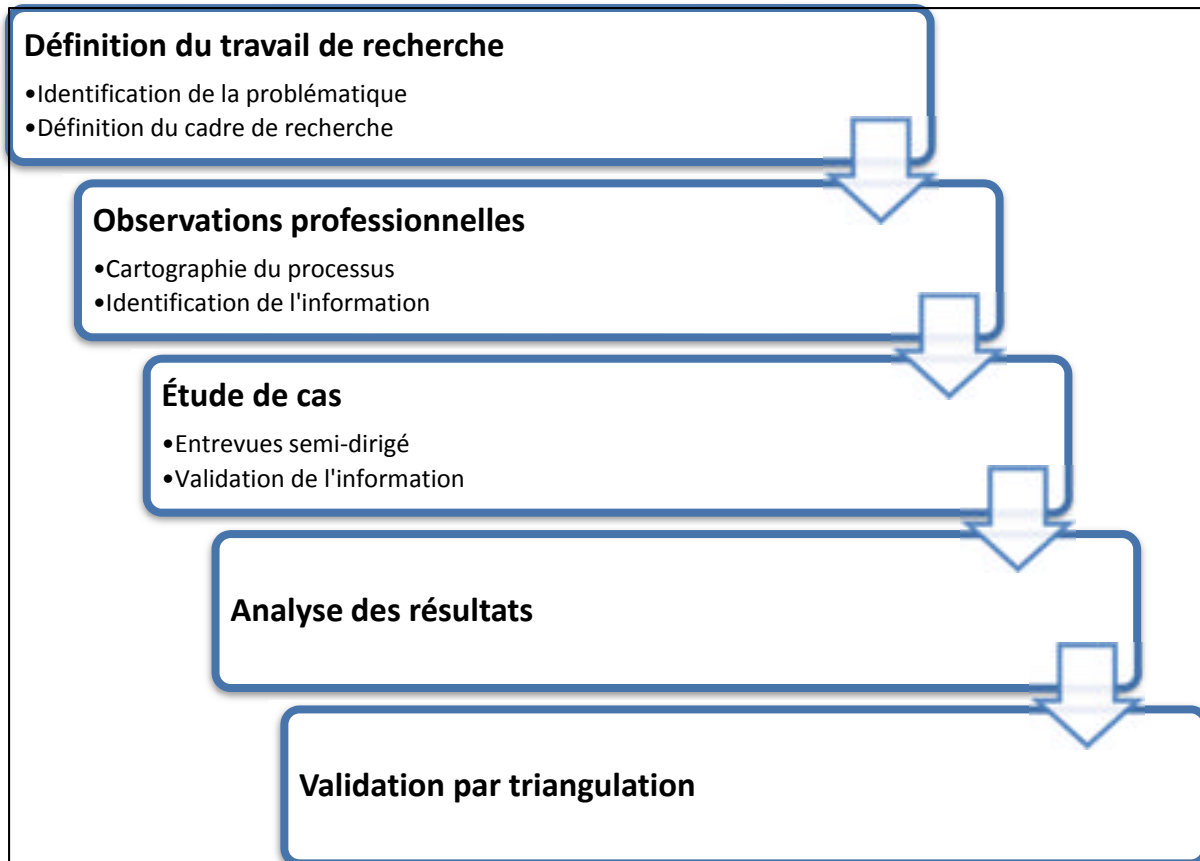 Définition du travail de recherche
•Identification de la problématique
•Définition du cadre de recherche
Observations professionnelles
•Cartographie du processus
•Identification de l'information
Étude de cas
•Entrevues semi-dirigé
•Validation de l'information
Analyse des résultats
Validation par triangulation